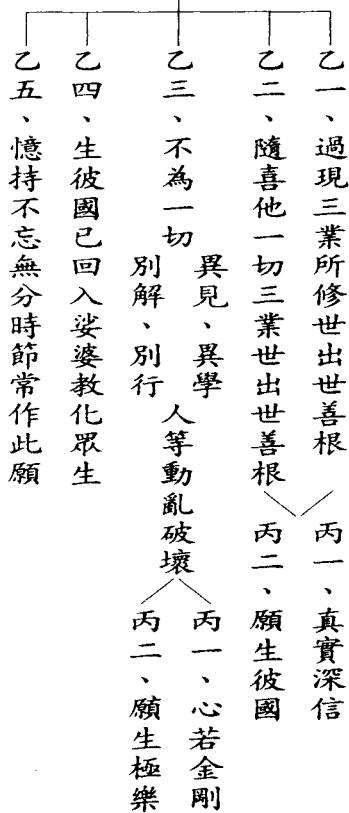 乙一、過現三業所修世出世善根
乙二、隨喜他一切三業世出世善根
丙一、真實深信
丙二、願生彼國
乙三、不為一切
異見、異學
別解、別行
人等動亂破壞
丙一、心若金剛
丙二、願生極樂
乙四、生彼國已回入娑婆教化眾生
乙五、憶持不忘無分時節常作此願